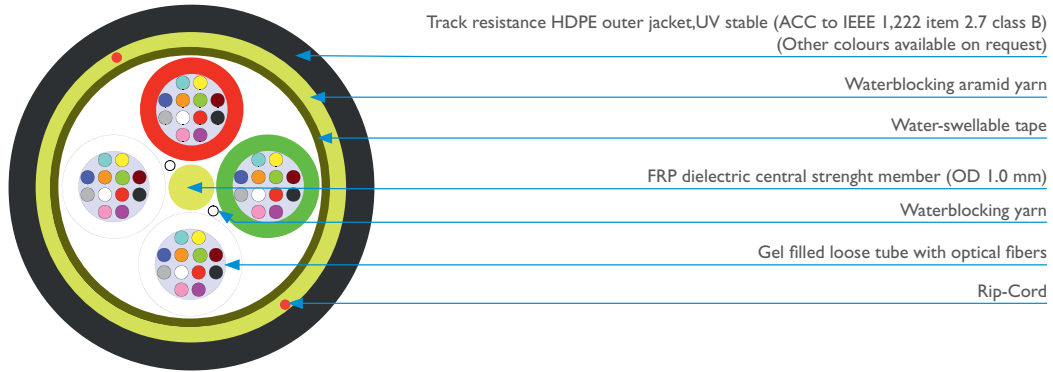 Track resistance HDPE outer jacket,UV stable (ACC to IEEE 1,222 item 2.7 class B)
(Other colours available on request)
Waterblocking aramid yarn
Water-swellable tape
FRP dielectric central strenght member (OD 1.0 mm)
Waterblocking yarn
Gel filled loose tube with optical fibers
Rip-Cord